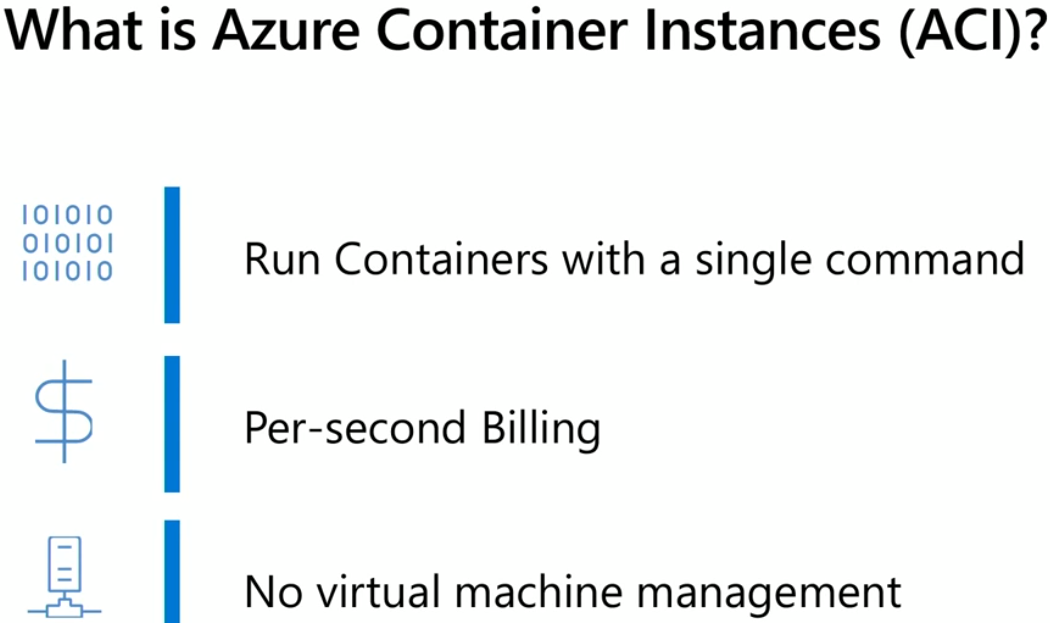 What is Azure Container Instances (ACI)?
101010
010101
101010
Run Containers with a single command
$
Per-second Billing
No virtual machine management